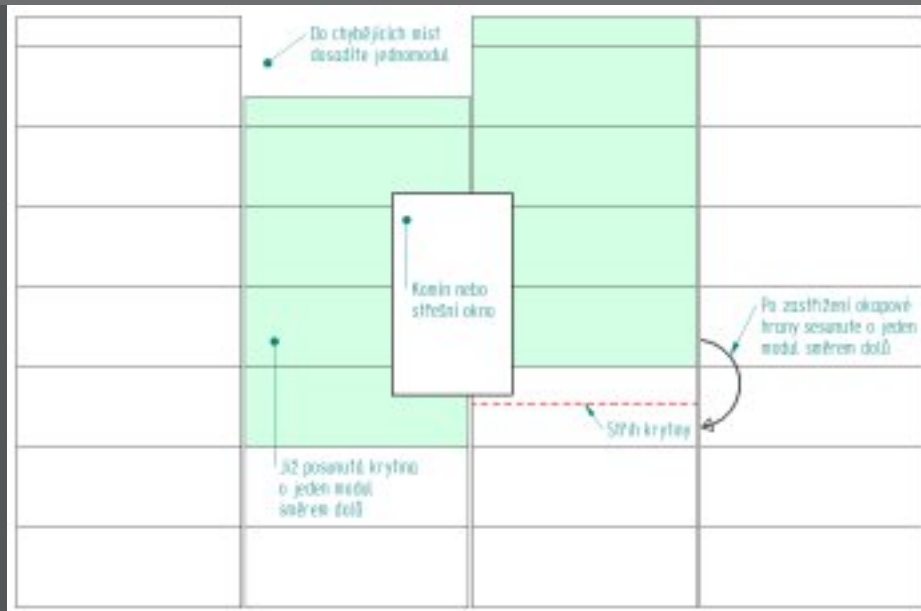 Do chybějících míst
dosadíte jednomodul
Komín nebo
střešní okno
Po zastřižení okapové
hrany sesunute o jeden
modul směrem dolů
Střih krytiny
Již posunutá krytina
o jeden modul
směrem dolů